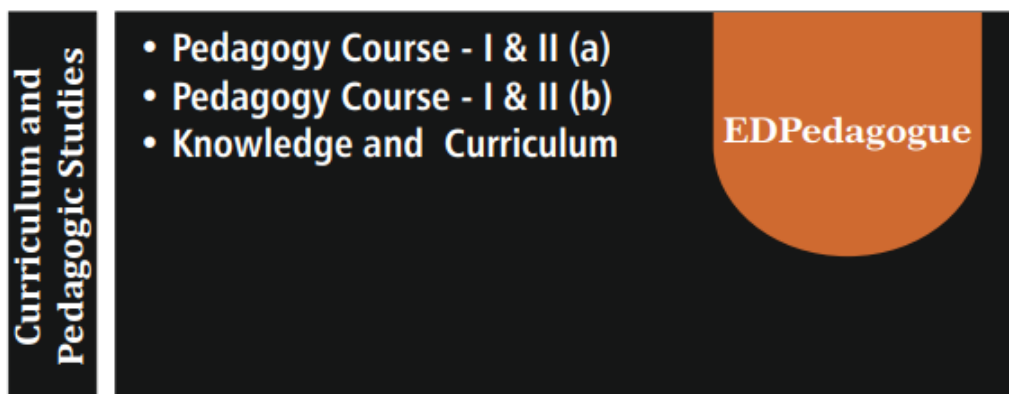 Curriculum and
Pedagogic Studies
• Pedagogy Course - I & II (a)
• Pedagogy Course - I & II (b)
• Knowledge and Curriculum
EDPedagogue